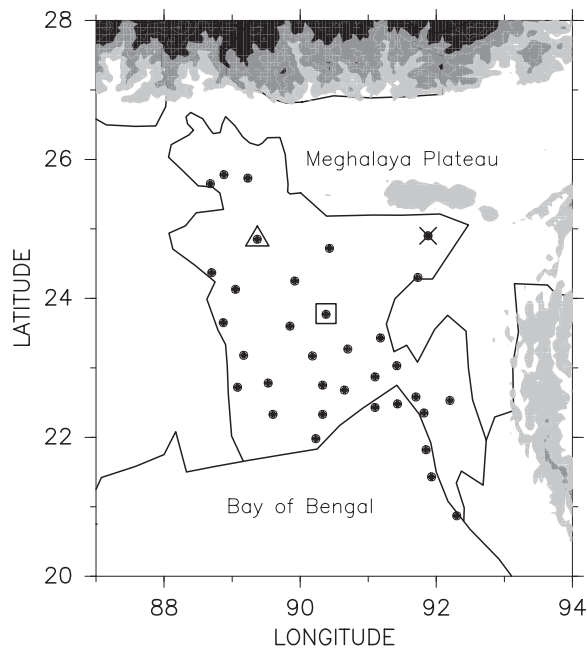 28
26
24
22
20
LATITUDE
Meghalaya Plateau
Bay of Bengal
88 90 92 94
LONGITUDE